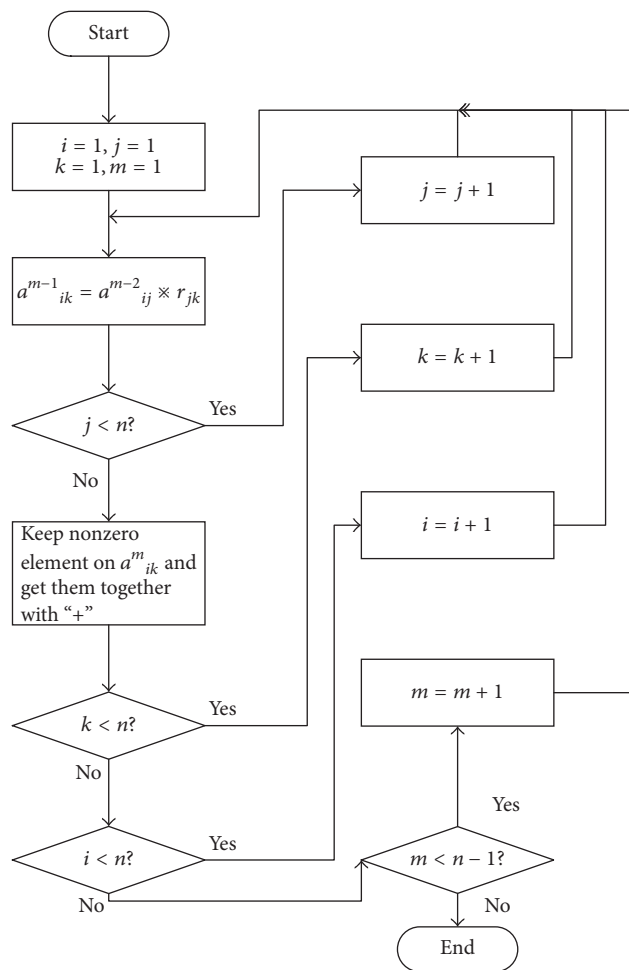 Start
i = 1, j = 1
k = 1, m = 1
j = j + 1
a^{m−1}_{ik} = a^{m−2}_{ij} ※ r_{jk}
k = k + 1
j < n?
Yes
No
Keep nonzero
element on a^{m}_{ik} and
get them together
with “+”
i = i + 1
k < n?
Yes
No
m = m + 1
i < n?
Yes
No
Yes
m < n − 1?
No
End